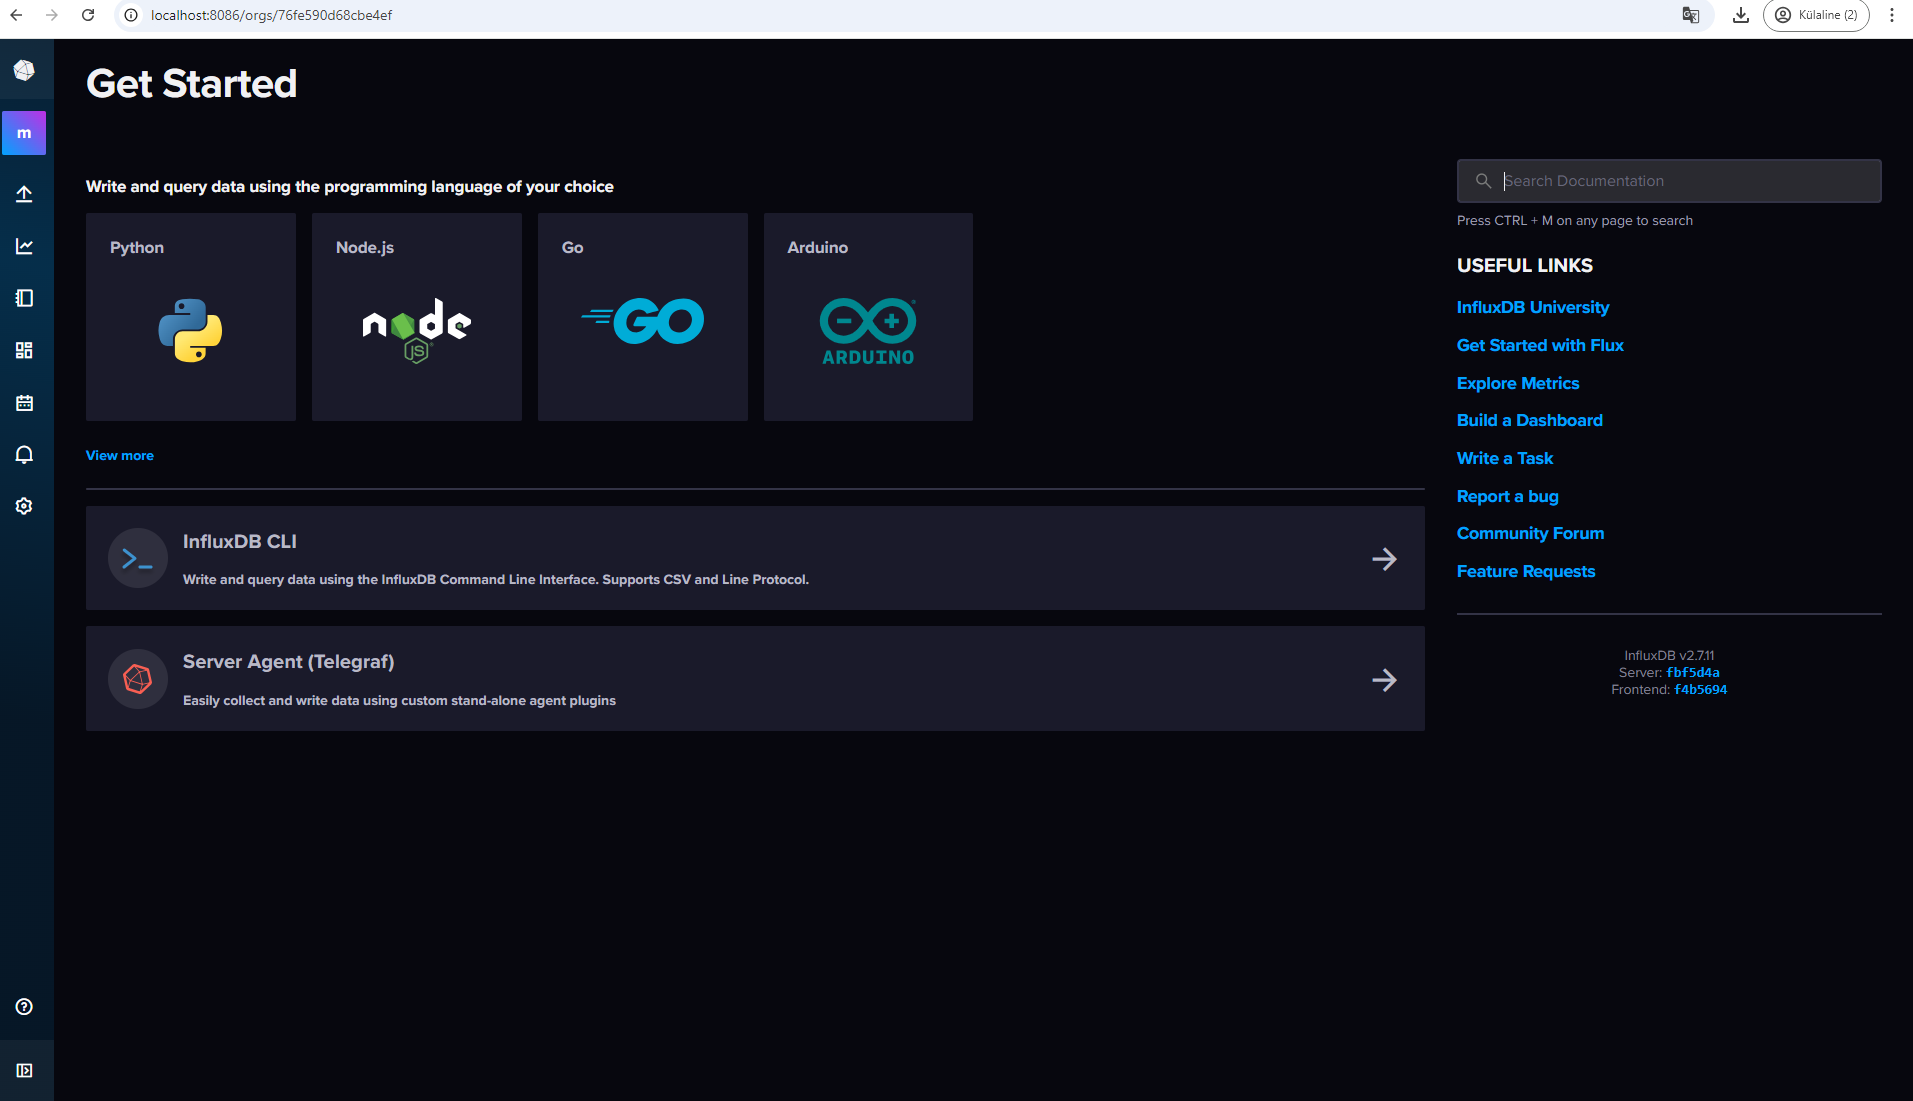 localhost:8086/orgs/76fe590d68cbe4ef
Külaline (2)
m
Get Started
Write and query data using the programming language of your choice
Python
Node.js
Go
Arduino
node
JS
GO
ARDUINO
View more
InfluxDB CLI
Write and query data using the InfluxDB Command Line Interface. Supports CSV and Line Protocol.
Server Agent (Telegraf)
Easily collect and write data using custom stand-alone agent plugins
Search Documentation
Press CTRL + M on any page to search
USEFUL LINKS
InfluxDB University
Get Started with Flux
Explore Metrics
Build a Dashboard
Write a Task
Report a bug
Community Forum
Feature Requests
InfluxDB v2.7.11
Server: fbf5d4a
Frontend: f4b5694